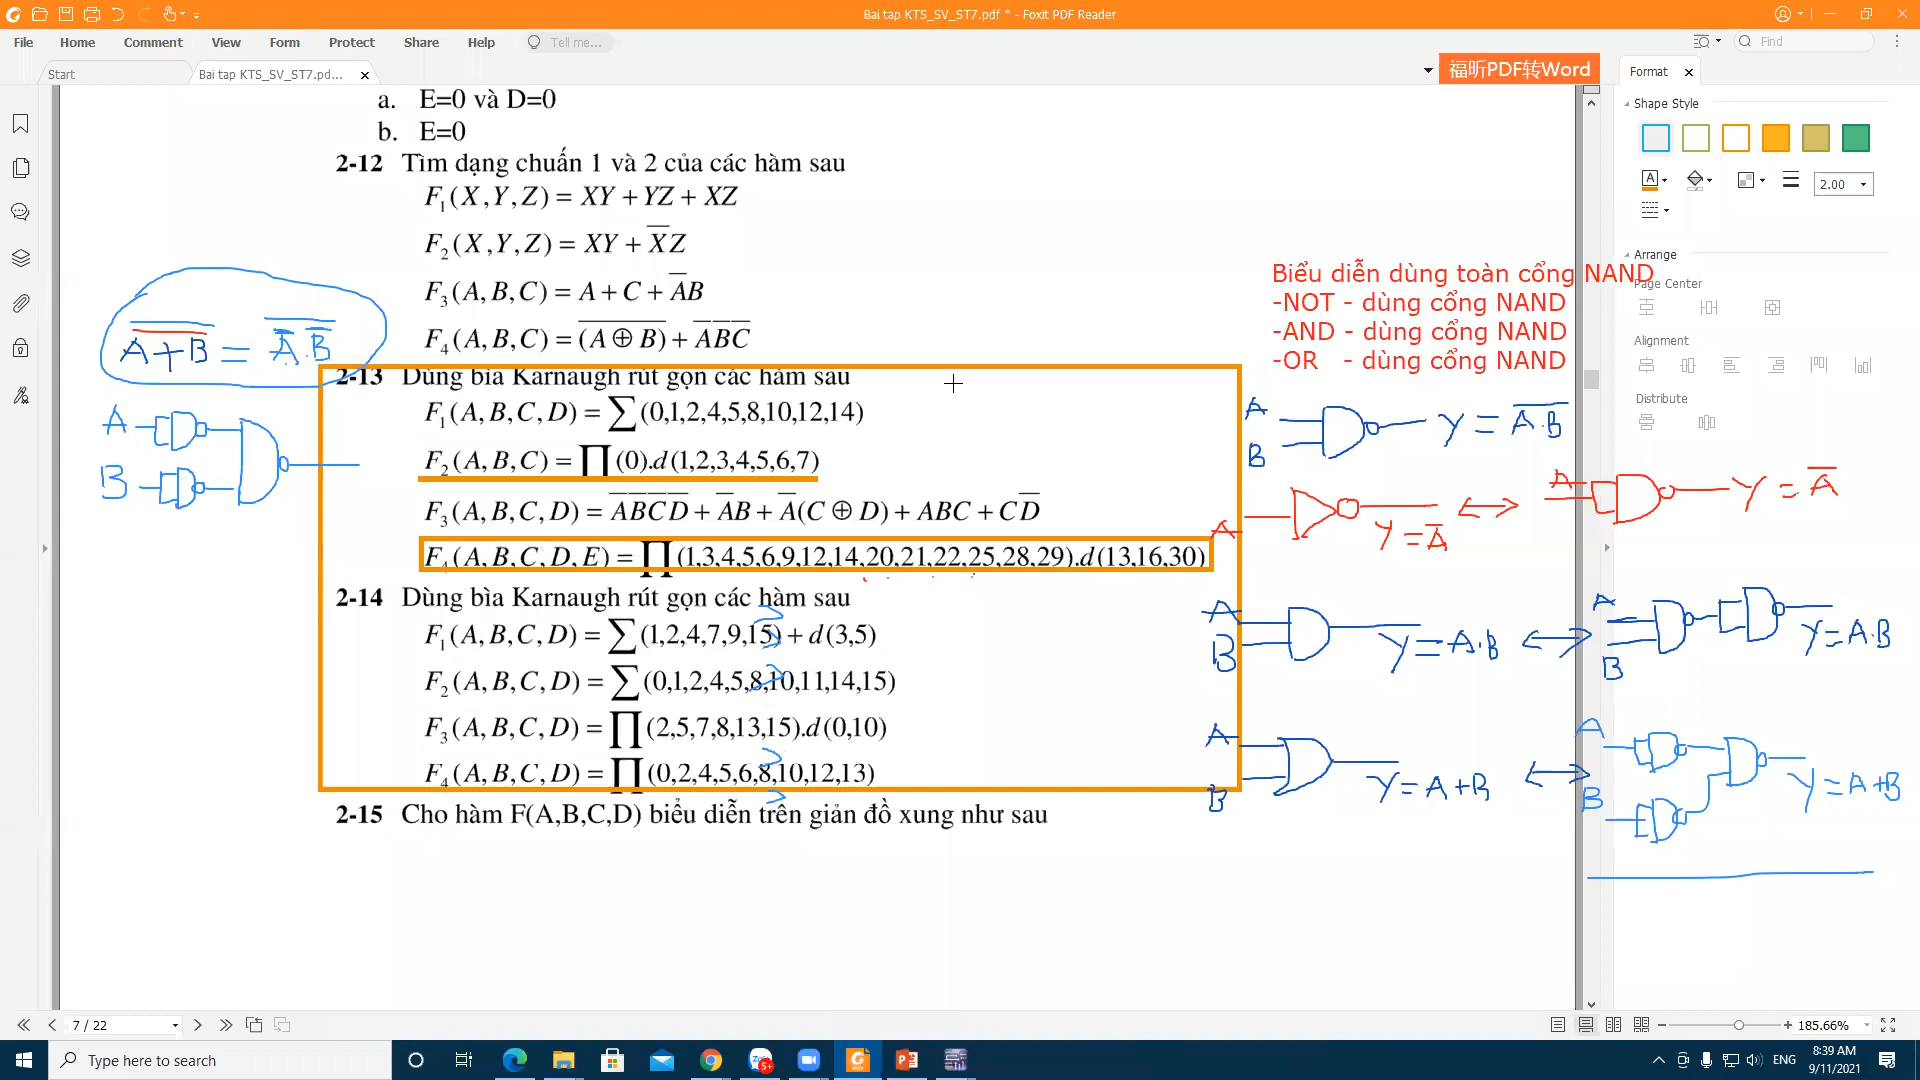 Bai tap KTS_SV_ST7.pdf * - Foxit PDF Reader
File Home Comment View Form Protect Share Help Tell me... Find
Start Bai tap KTS_SV_ST7.pd... 福昕PDF转Word Format
Shape Style
2.00
Arrange
Page Center
Alignment
Distribute
a. E=0 và D=0
b. E=0
2-12 Tìm dạng chuẩn 1 và 2 của các hàm sau
F₁(X,Y,Z) = XY + YZ + XZ
F₂(X,Y,Z) = XY + X̅Z
F₃(A,B,C) = A + C + A̅B
F₄(A,B,C) = \overline{(A ⊕ B)} + A̅B̅C̅
2-13 Dùng bìa Karnaugh rút gọn các hàm sau
F₁(A,B,C,D) = ∑(0,1,2,4,5,8,10,12,14)
F₂(A,B,C) = ∏(0).d(1,2,3,4,5,6,7)
F₃(A,B,C,D) = A̅B̅C̅D̅ + A̅B + A̅(C ⊕ D) + ABC + CD̅
F₄(A,B,C,D,E) = ∏(1,3,4,5,6,9,12,14,20,21,22,25,28,29).d(13,16,30)
2-14 Dùng bìa Karnaugh rút gọn các hàm sau
F₁(A,B,C,D) = ∑(1,2,4,7,9,15) + d(3,5)
F₂(A,B,C,D) = ∑(0,1,2,4,5,8,10,11,14,15)
F₃(A,B,C,D) = ∏(2,5,7,8,13,15).d(0,10)
F₄(A,B,C,D) = ∏(0,2,4,5,6,8,10,12,13)
2-15 Cho hàm F(A,B,C,D) biểu diễn trên giản đồ xung như sau
\overline{\overline{A+B}} = \overline{A̅.B̅}
A
B
Biểu diễn dùng toàn cổng NAND
-NOT - dùng cổng NAND
-AND - dùng cổng NAND
-OR - dùng cổng NAND
A
B
Y = \overline{A.B}
A
Y = A̅
A
Y = A̅
A
B
Y = A.B
A
B
Y = A.B
A
B
Y = A+B
A
B
Y = A+B
7 / 22
185.66%
Type here to search
5+
ENG
8:39 AM
9/11/2021